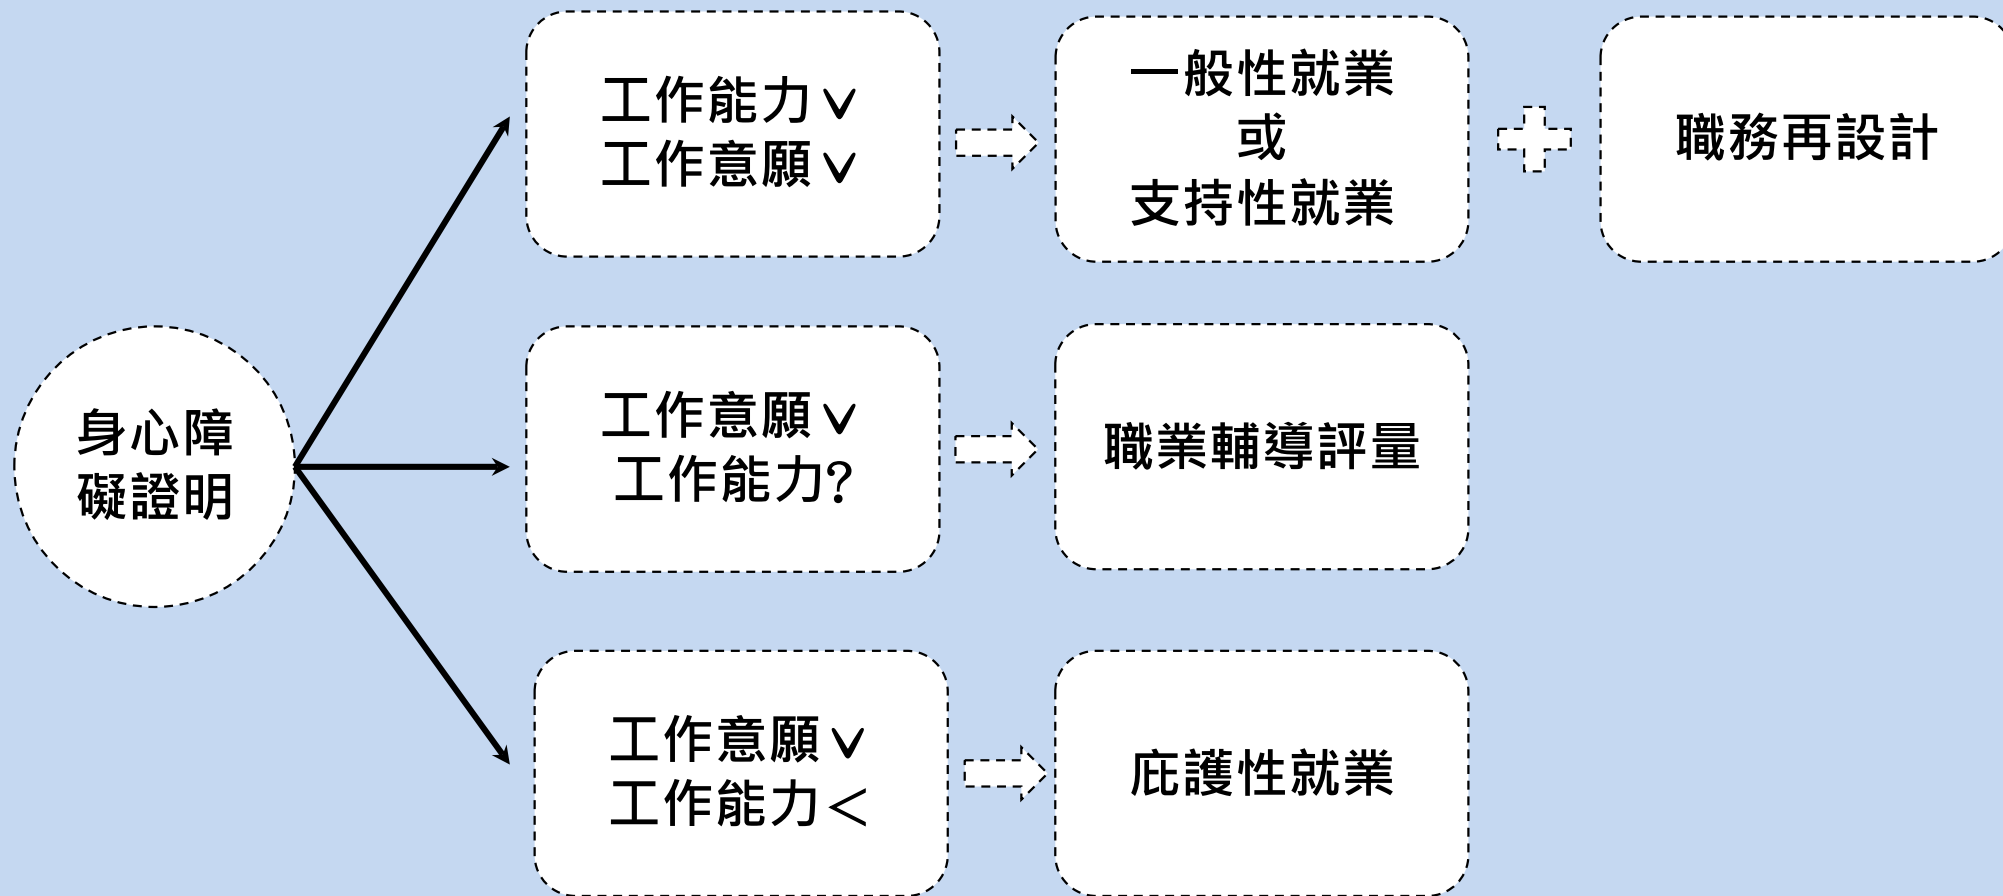 工作能力∨
工作意願∨
一般性就業
或
支持性就業
職務再設計
身心障
礙證明
工作意願∨
工作能力?
職業輔導評量
工作意願∨
工作能力<
庇護性就業